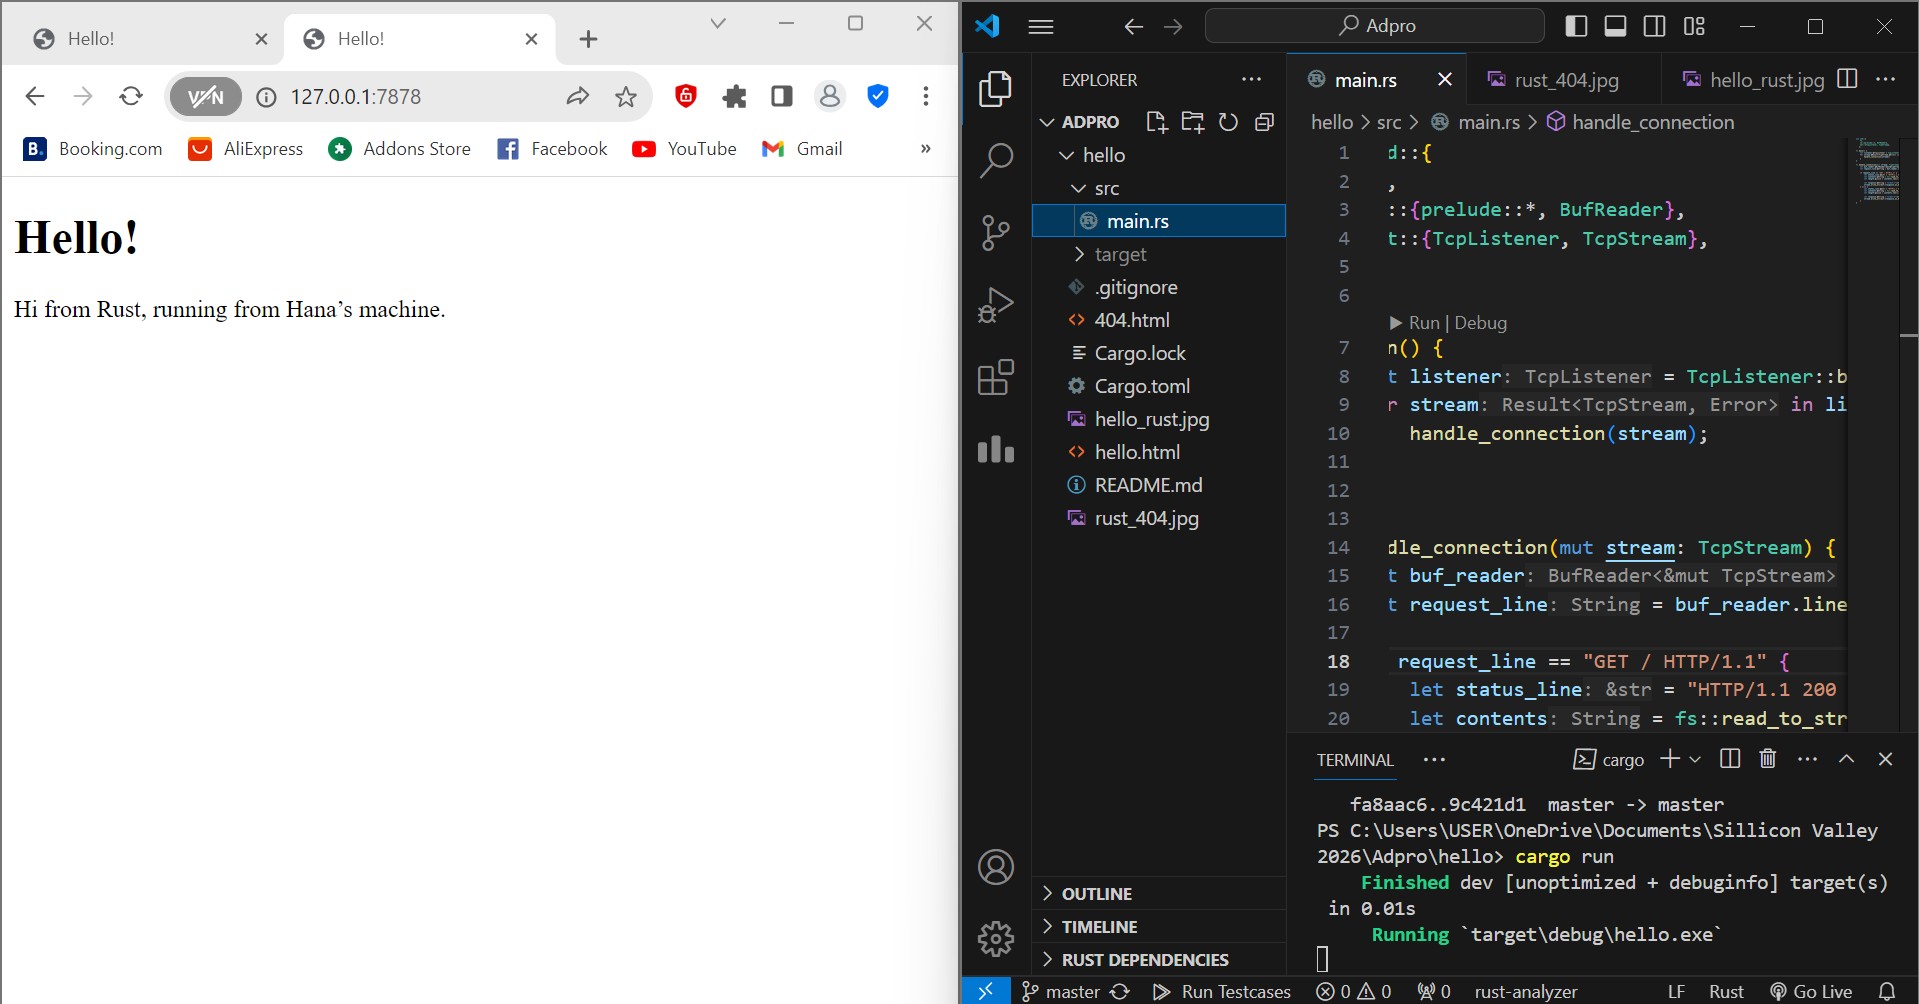 Hello!
Hello!
VPN
127.0.0.1:7878
Booking.com
AliExpress
Addons Store
Facebook
YouTube
Gmail
»
Hello!
Hi from Rust, running from Hana’s machine.
Adpro
EXPLORER
ADPRO
hello
src
main.rs
target
.gitignore
404.html
Cargo.lock
Cargo.toml
hello_rust.jpg
hello.html
README.md
rust_404.jpg
OUTLINE
TIMELINE
RUST DEPENDENCIES
main.rs
rust_404.jpg
hello_rust.jpg
hello > src > main.rs > handle_connection
1 d::{
2 ,
3 ::{prelude::*, BufReader},
4 t::{TcpListener, TcpStream},
5
6
Run | Debug
7 n() {
8 t listener: TcpListener = TcpListener::b
9 r stream: Result<TcpStream, Error> in li
10 handle_connection(stream);
11
12
13
14 dle_connection(mut stream: TcpStream) {
15 t buf_reader: BufReader<&mut TcpStream>
16 t request_line: String = buf_reader.line
17
18 request_line == "GET / HTTP/1.1" {
19 let status_line: &str = "HTTP/1.1 200
20 let contents: String = fs::read_to_str
TERMINAL
cargo
fa8aac6..9c421d1 master -> master
PS C:\Users\USER\OneDrive\Documents\Sillicon Valley
2026\Adpro\hello> cargo run
Finished dev [unoptimized + debuginfo] target(s)
in 0.01s
Running `target\debug\hello.exe`
master
Run Testcases
0 0
0
rust-analyzer
LF
Rust
Go Live